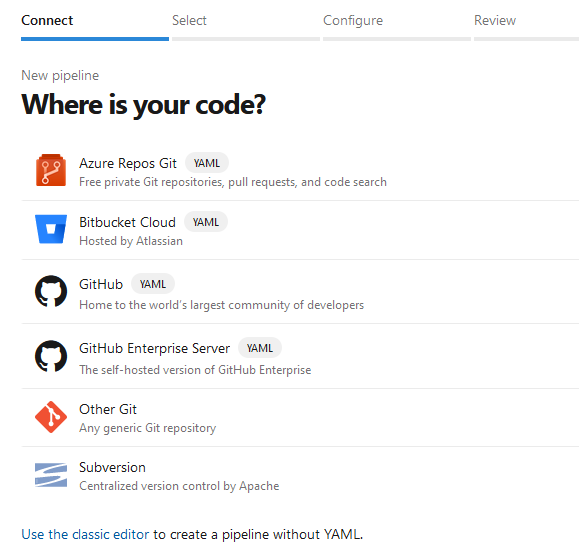 Connect Select Configure Review
New pipeline
Where is your code?
Azure Repos Git YAML
Free private Git repositories, pull requests, and code search
Bitbucket Cloud YAML
Hosted by Atlassian
GitHub YAML
Home to the world's largest community of developers
GitHub Enterprise Server YAML
The self-hosted version of GitHub Enterprise
Other Git
Any generic Git repository
Subversion
Centralized version control by Apache
Use the classic editor to create a pipeline without YAML.